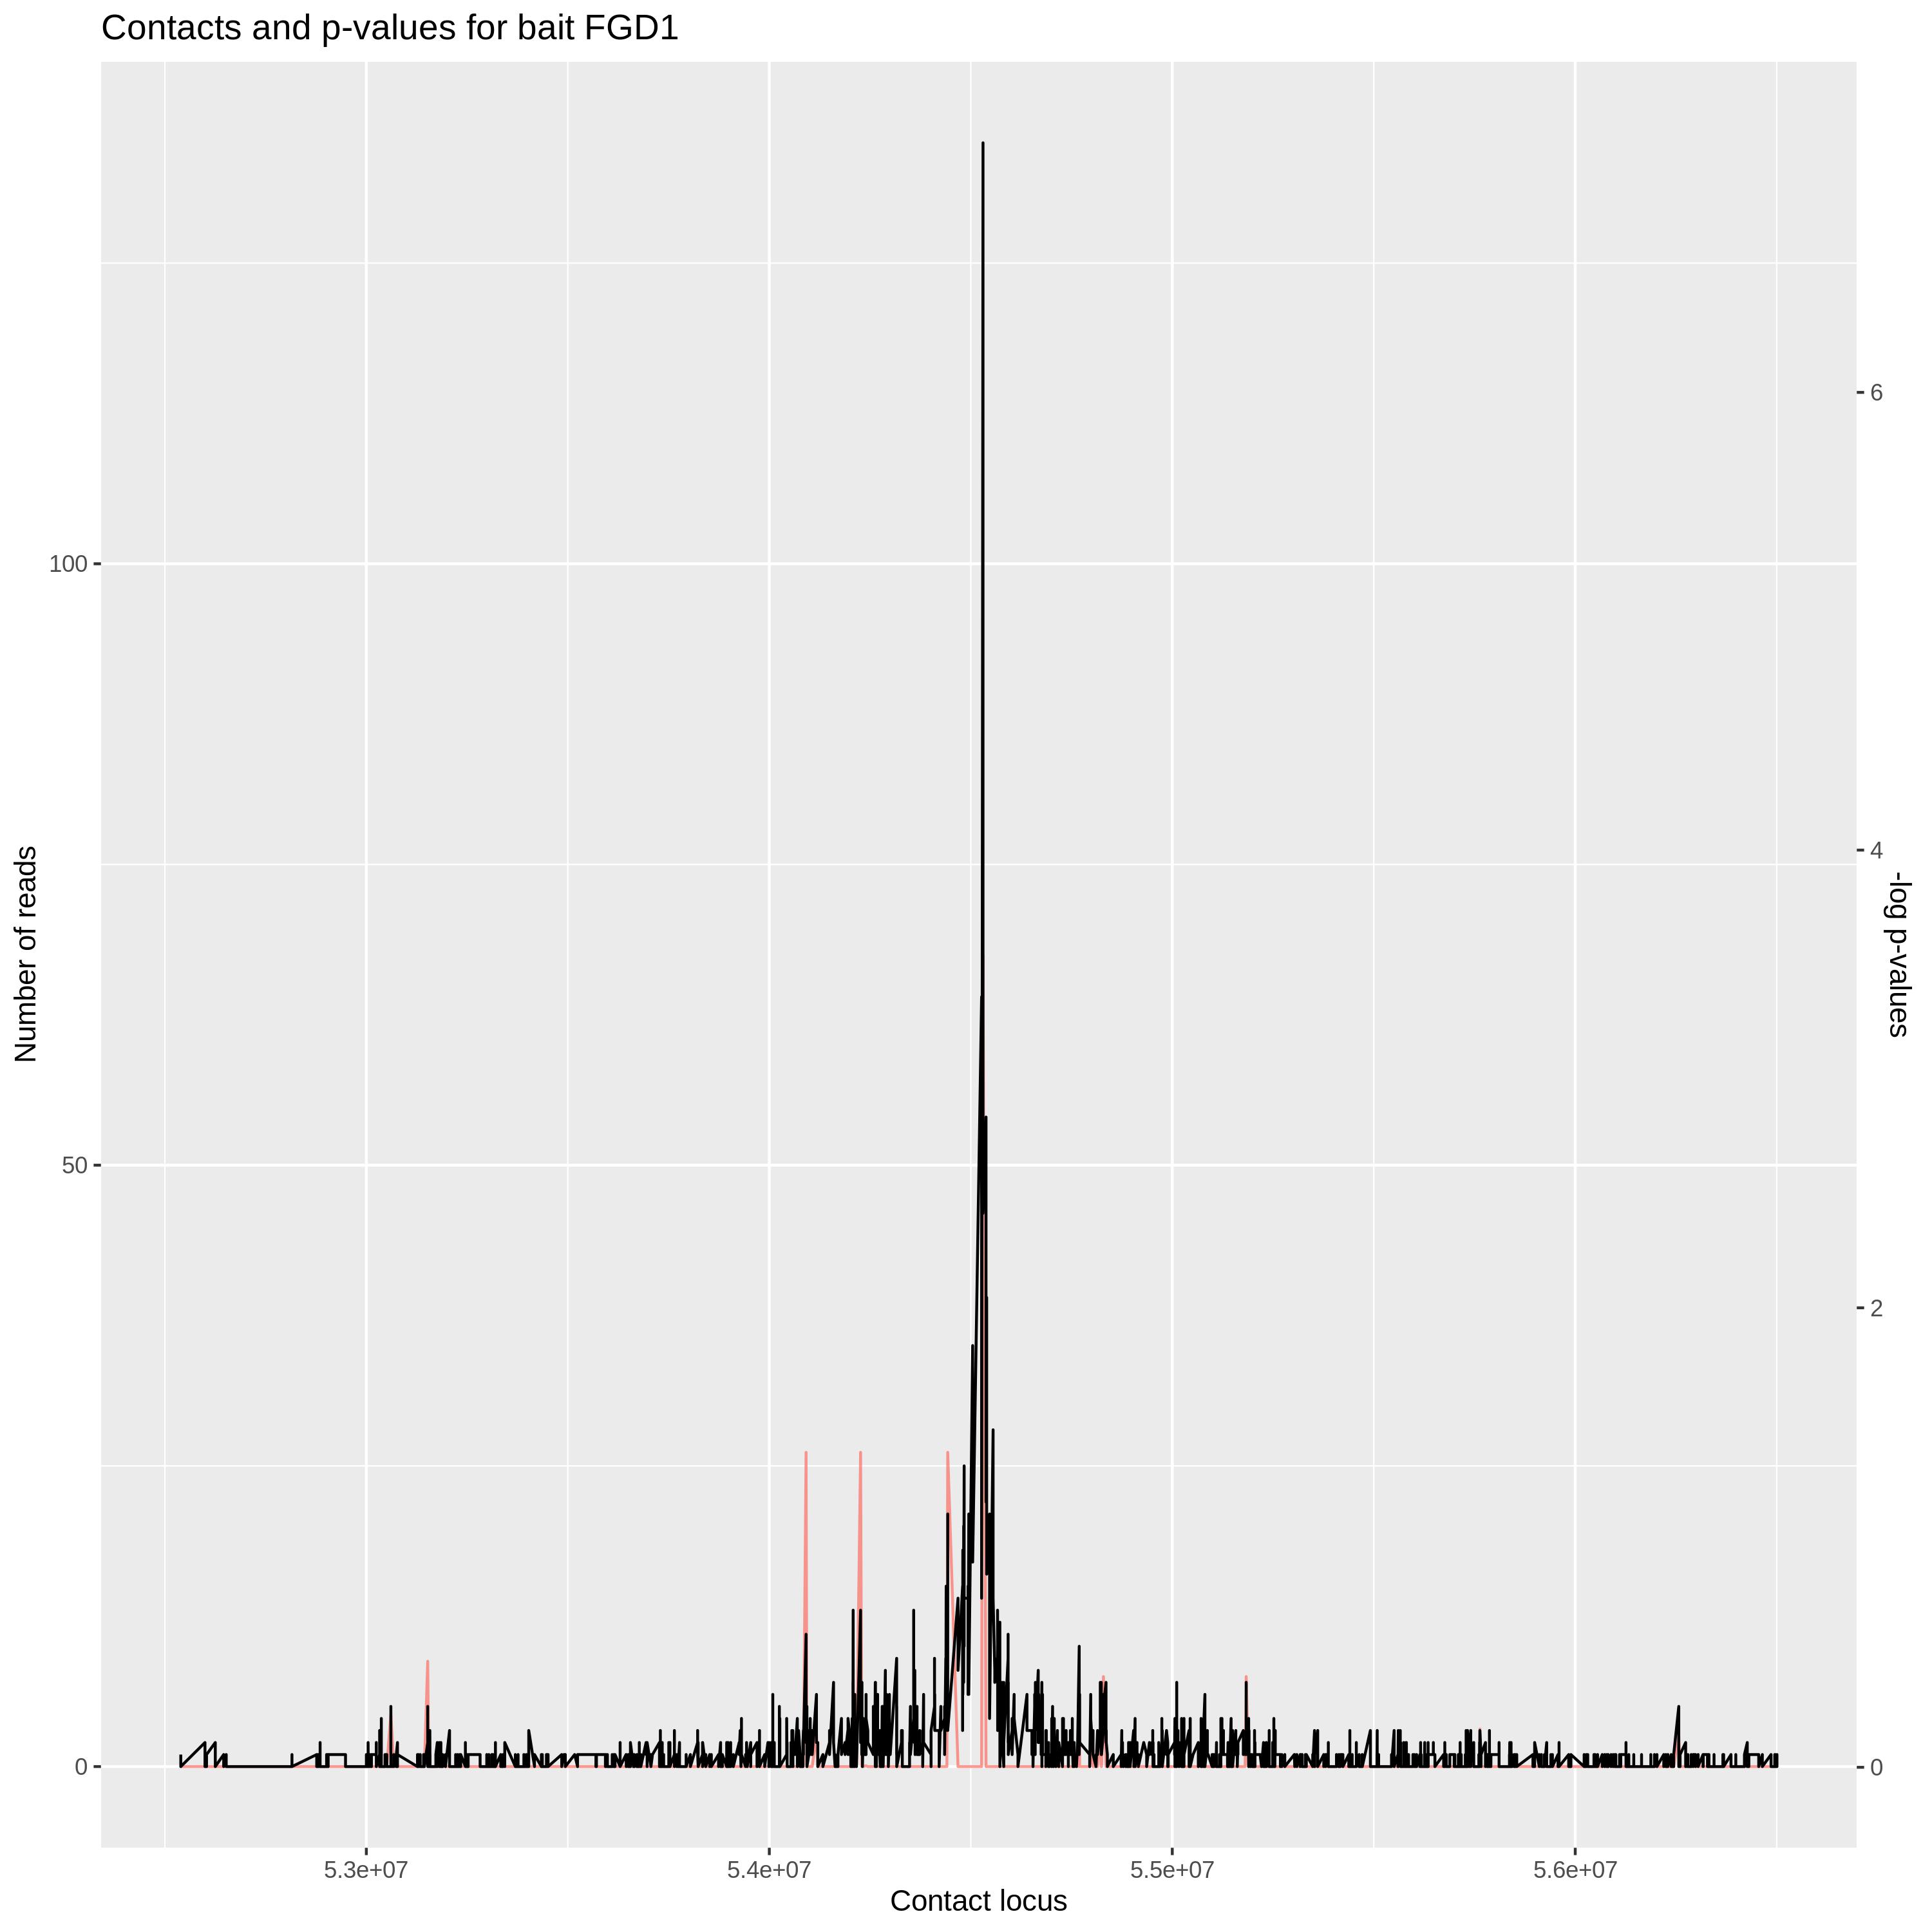 Contacts and p-values for bait FGD1
Number of reads
100
50
0
6
4
2
0
-log p-values
5.3e+07
5.4e+07
5.5e+07
5.6e+07
Contact locus